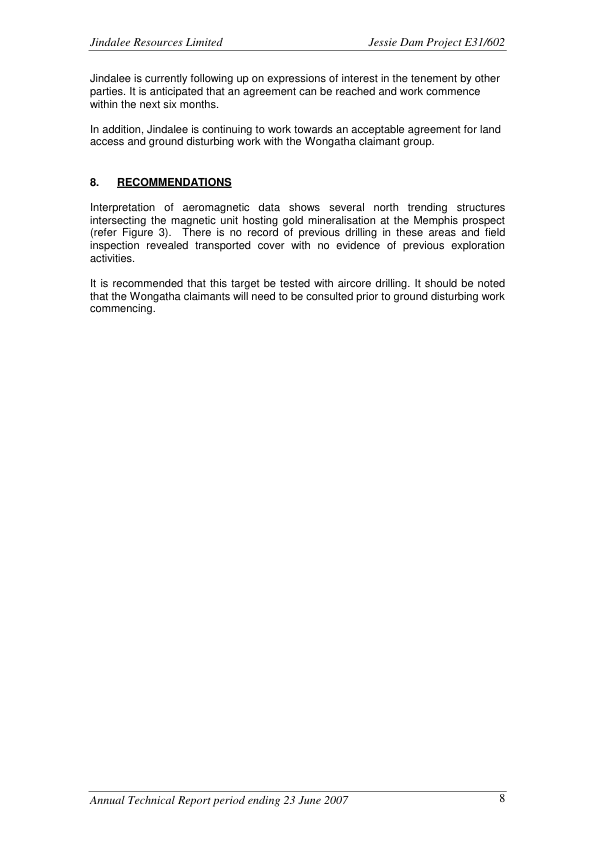 Jindalee Resources Limited Jessie Dam Project E31/602
Jindalee is currently following up on expressions of interest in the tenement by other
parties. It is anticipated that an agreement can be reached and work commence
within the next six months.
In addition, Jindalee is continuing to work towards an acceptable agreement for land
access and ground disturbing work with the Wongatha claimant group.
8. RECOMMENDATIONS
Interpretation of aeromagnetic data shows several north trending structures
intersecting the magnetic unit hosting gold mineralisation at the Memphis prospect
(refer Figure 3). There is no record of previous drilling in these areas and field
inspection revealed transported cover with no evidence of previous exploration
activities.
It is recommended that this target be tested with aircore drilling. It should be noted
that the Wongatha claimants will need to be consulted prior to ground disturbing work
commencing.
Annual Technical Report period ending 23 June 2007 8